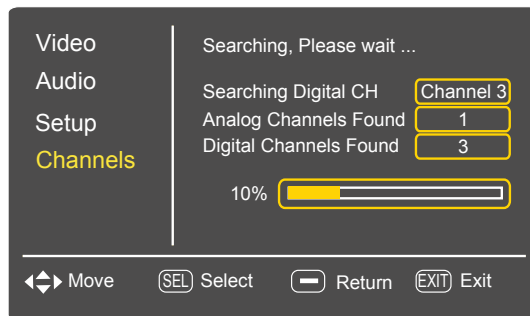 Video
Audio
Setup
Channels
Searching, Please wait ...
Searching Digital CH Channel 3
Analog Channels Found 1
Digital Channels Found 3
10%
Move SEL Select Return EXIT Exit